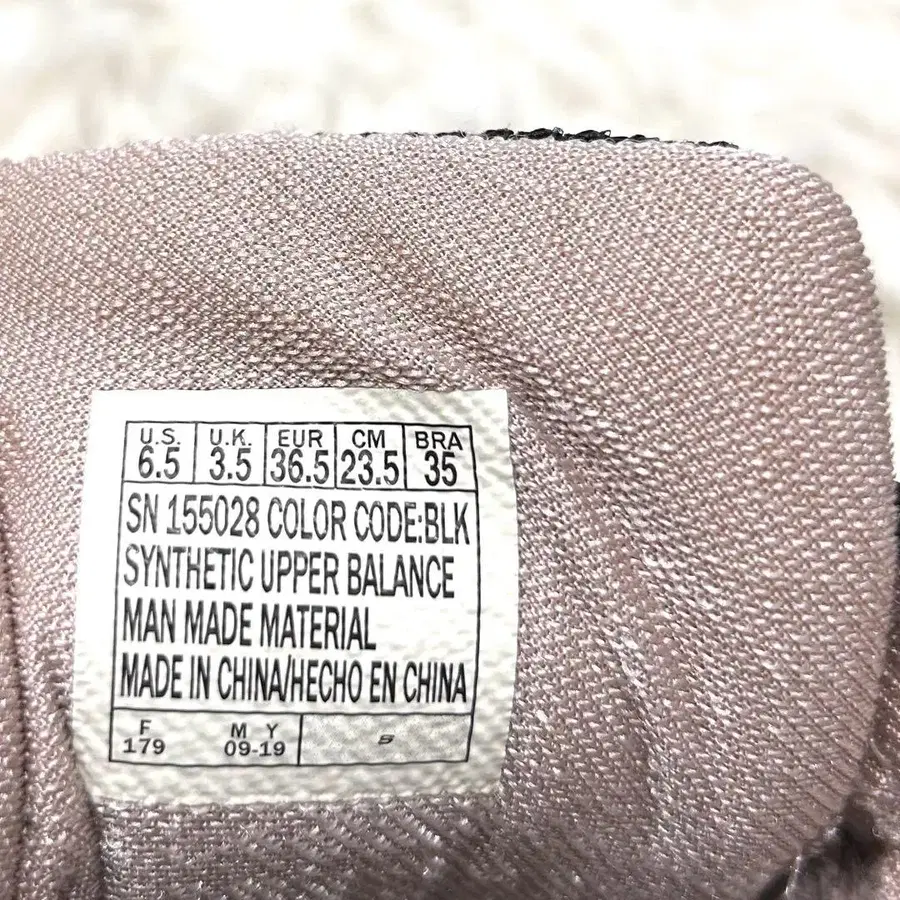 U.S. U.K. EUR CM BRA
6.5 3.5 36.5 23.5 35
SN 155028 COLOR CODE:BLK
SYNTHETIC UPPER BALANCE
MAN MADE MATERIAL
MADE IN CHINA/HECHO EN CHINA
F M Y
179 09-19 S